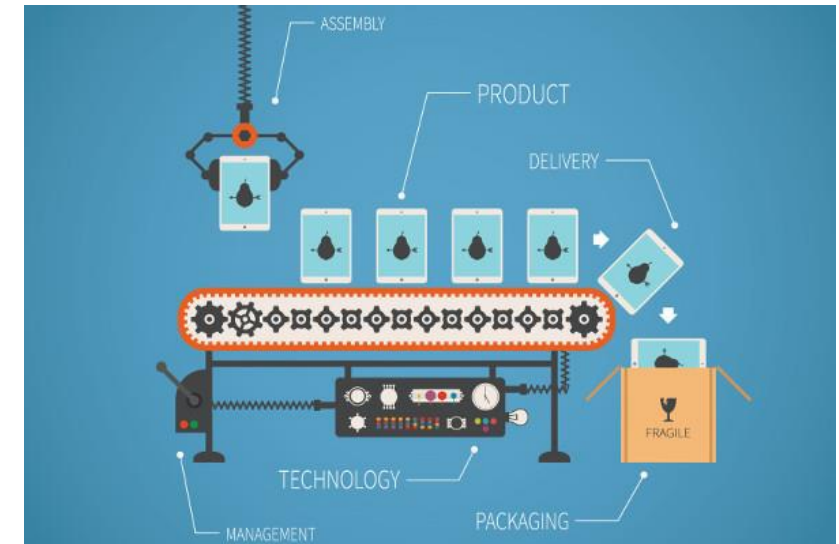 ASSEMBLY
PRODUCT
DELIVERY
FRAGILE
TECHNOLOGY
PACKAGING
MANAGEMENT